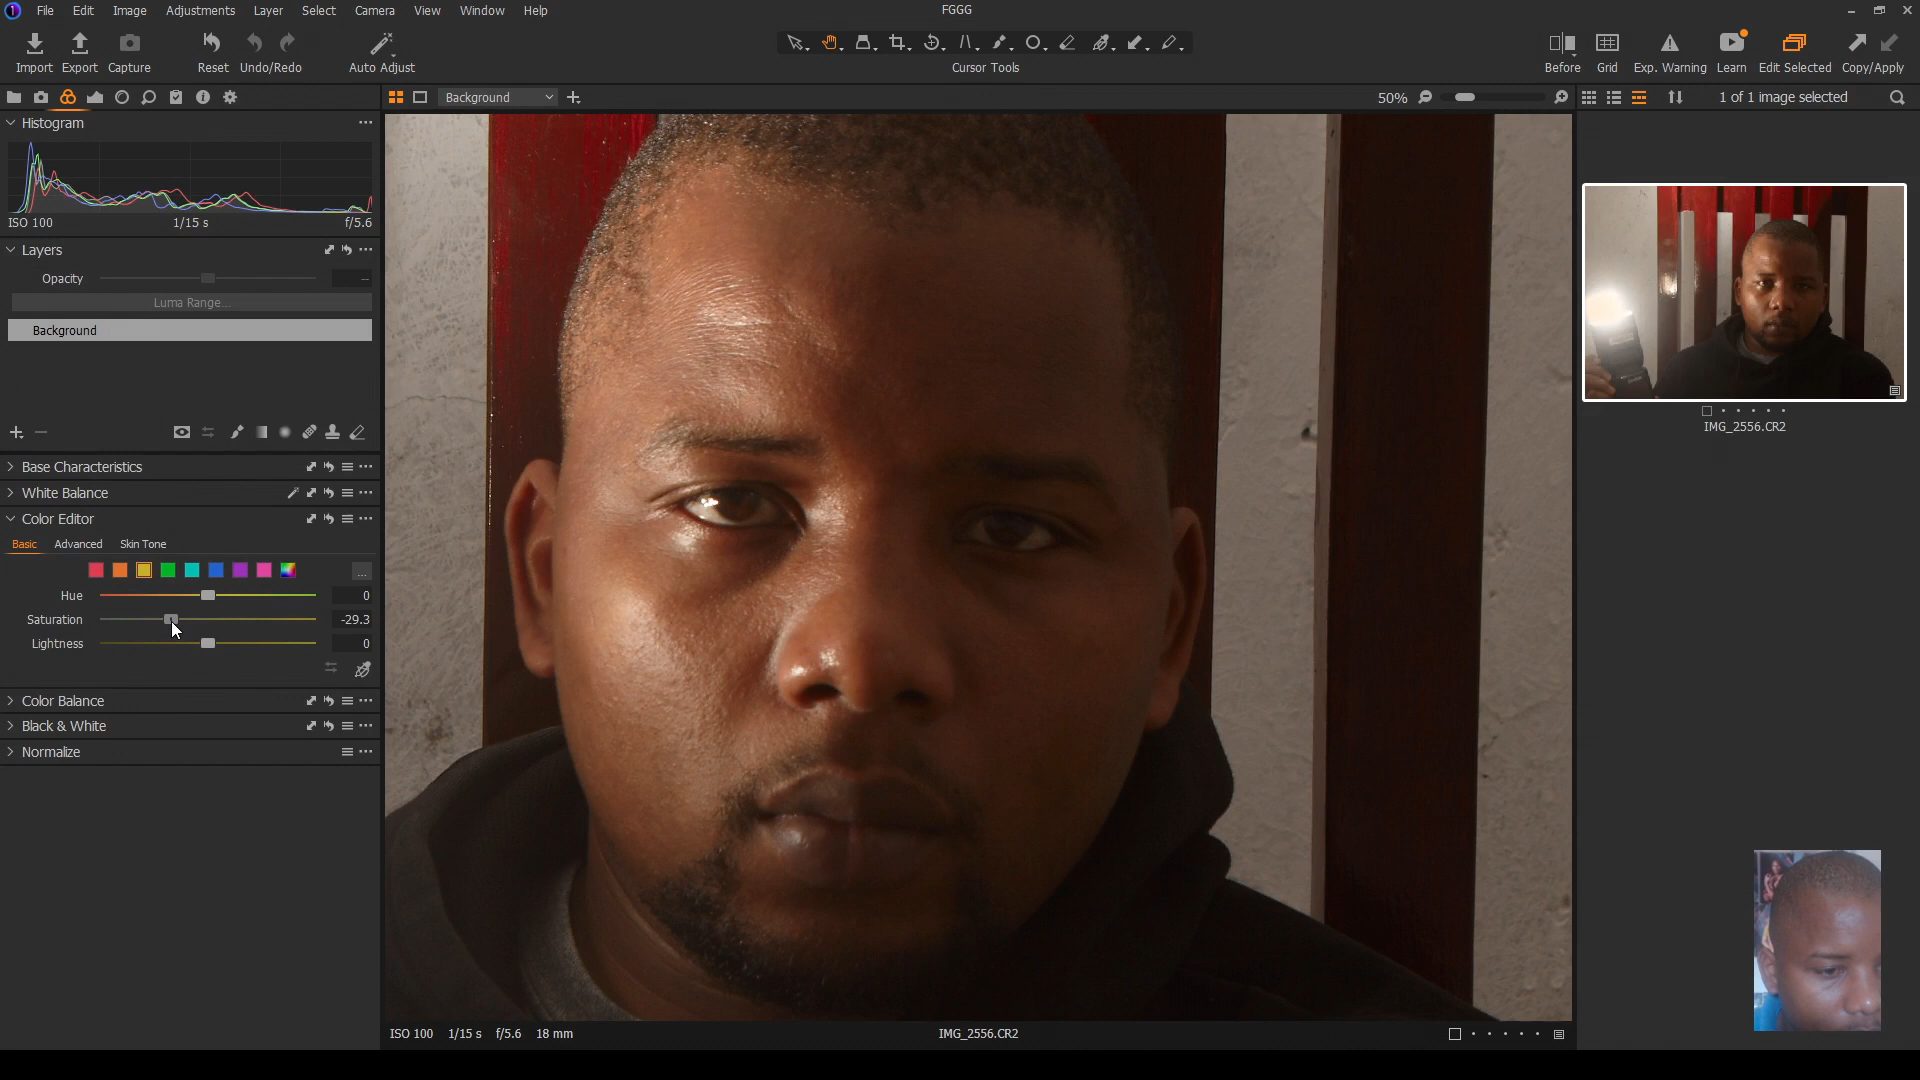 File Edit Image Adjustments Layer Select Camera View Window Help
FGGG
Import Export Capture Reset Undo/Redo Auto Adjust
Cursor Tools
Before Grid Exp. Warning Learn Edit Selected Copy/Apply
Background
50%
1 of 1 image selected
Histogram
ISO 100 1/15 s f/5.6
Layers
Opacity --
Luma Range...
Background
Base Characteristics
White Balance
Color Editor
Basic Advanced Skin Tone
...
Hue 0
Saturation -29.3
Lightness 0
Color Balance
Black & White
Normalize
IMG_2556.CR2
ISO 100 1/15 s f/5.6 18 mm
IMG_2556.CR2